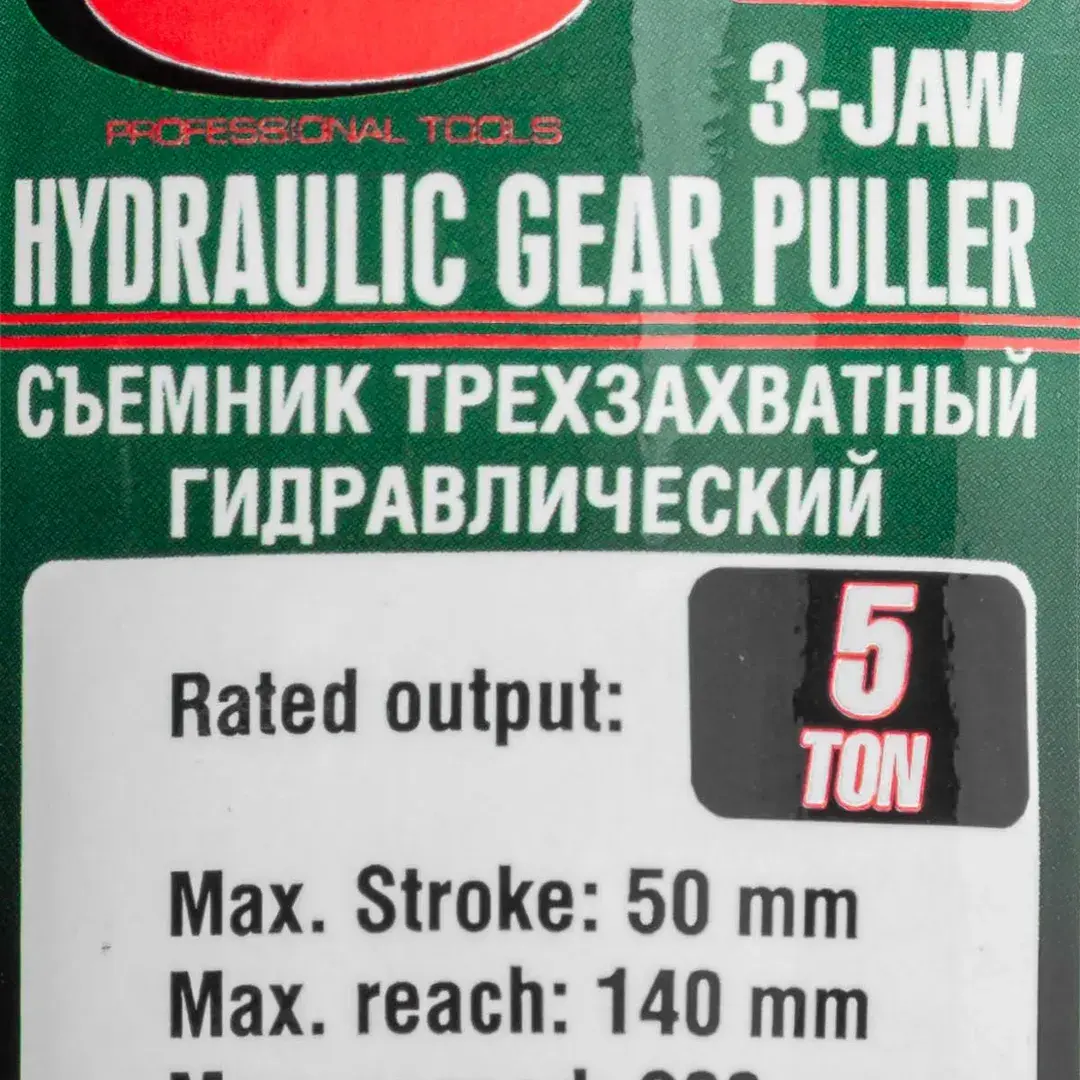 PROFESSIONAL TOOLS
3-JAW
HYDRAULIC GEAR PULLER
СЪЕМНИК ТРЕХЗАХВАТНЫЙ
ГИДРАВЛИЧЕСКИЙ
Rated output:
5
TON
Max. Stroke: 50 mm
Max. reach: 140 mm